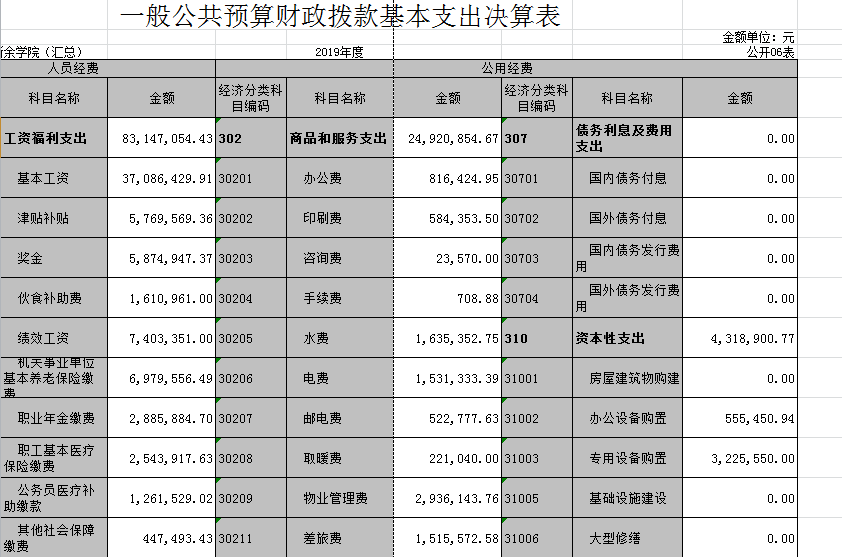 一般公共预算财政拨款基本支出决算表
金额单位：元
余学院（汇总） 2019年度 公开06表
人员经费 公用经费
科目名称 金额 经济分类科目编码 科目名称 金额 经济分类科目编码 科目名称 金额
工资福利支出 83,147,054.43 302 商品和服务支出 24,920,854.67 307 债务利息及费用支出 0.00
基本工资 37,086,429.91 30201 办公费 816,424.95 30701 国内债务付息 0.00
津贴补贴 5,769,569.36 30202 印刷费 584,353.50 30702 国外债务付息 0.00
奖金 5,874,947.37 30203 咨询费 23,570.00 30703 国内债务发行费用 0.00
伙食补助费 1,610,961.00 30204 手续费 708.88 30704 国外债务发行费用 0.00
绩效工资 7,403,351.00 30205 水费 1,635,352.75 310 资本性支出 4,318,900.77
机关事业单位基本养老保险缴费 6,979,556.49 30206 电费 1,531,333.39 31001 房屋建筑物购建 0.00
职业年金缴费 2,885,884.70 30207 邮电费 522,777.63 31002 办公设备购置 555,450.94
职工基本医疗保险缴费 2,543,917.63 30208 取暖费 221,040.00 31003 专用设备购置 3,225,550.00
公务员医疗补助缴款 1,261,529.02 30209 物业管理费 2,936,143.76 31005 基础设施建设 0.00
其他社会保障缴费 447,493.43 30211 差旅费 1,515,572.58 31006 大型修缮 0.00